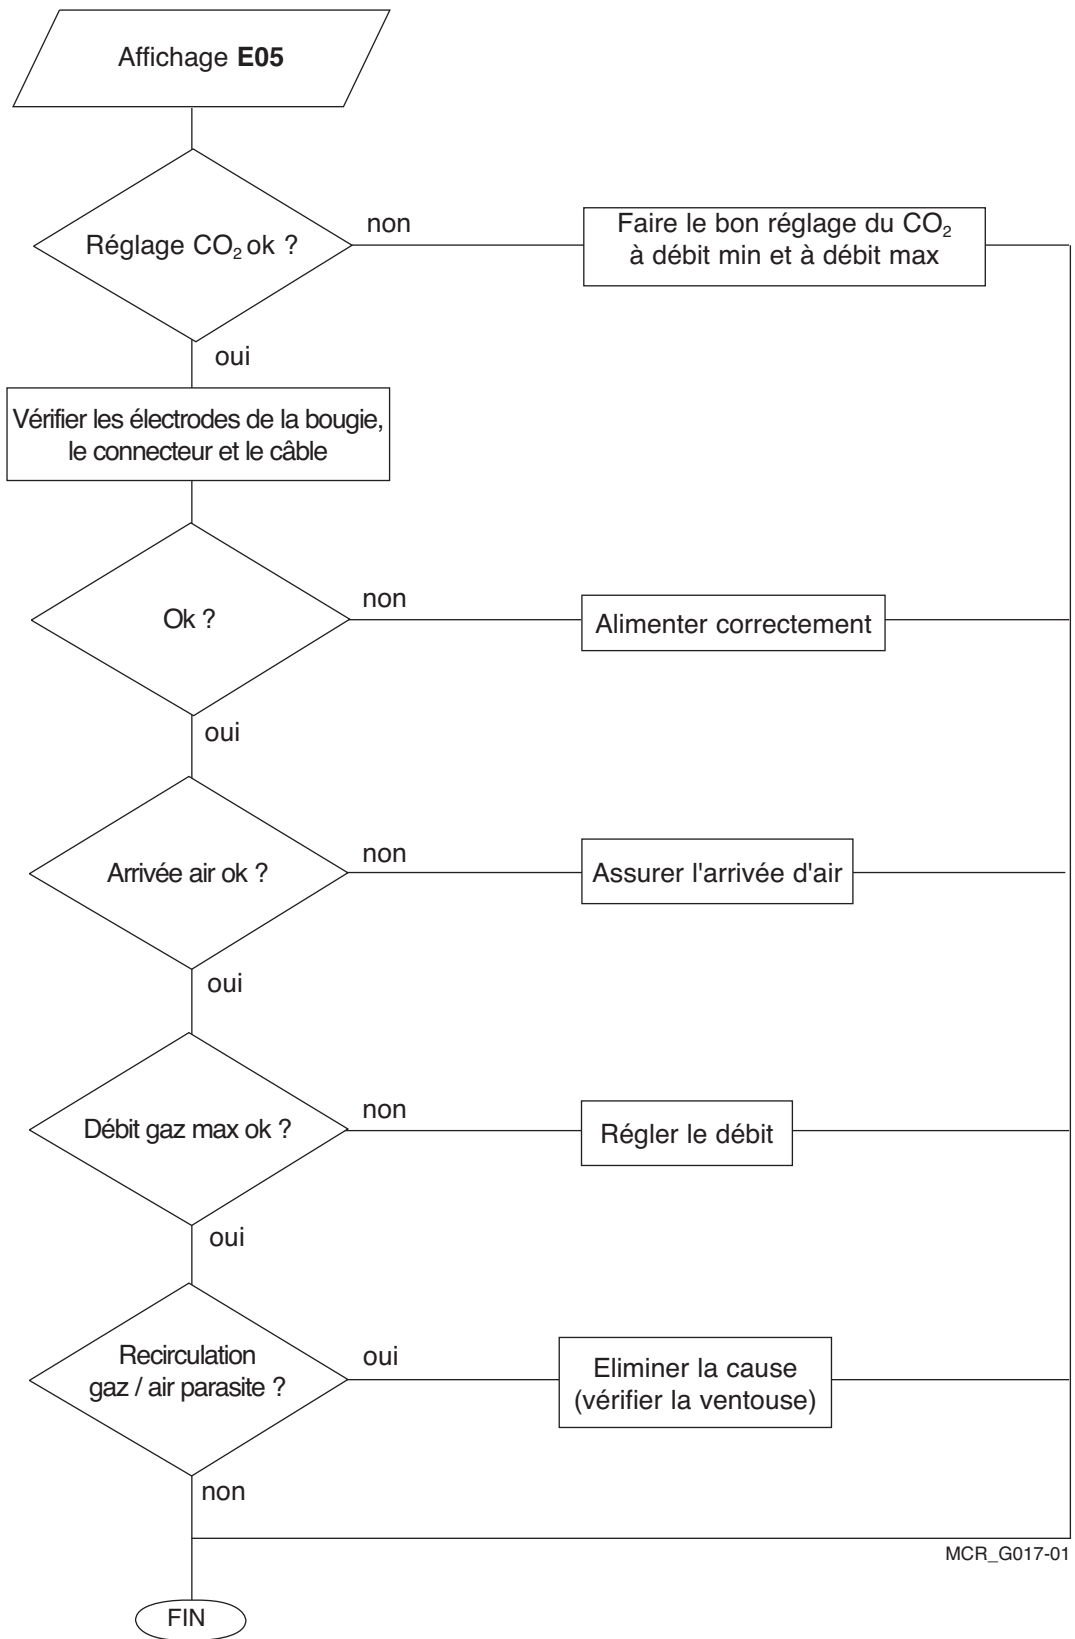 Affichage E05
Réglage CO₂ ok ?
non
Faire le bon réglage du CO₂
à débit min et à débit max
oui
Vérifier les électrodes de la bougie,
le connecteur et le câble
Ok ?
non
Alimenter correctement
oui
Arrivée air ok ?
non
Assurer l'arrivée d'air
oui
Débit gaz max ok ?
non
Régler le débit
oui
Recirculation
gaz / air parasite ?
oui
Eliminer la cause
(vérifier la ventouse)
non
MCR_G017-01
FIN